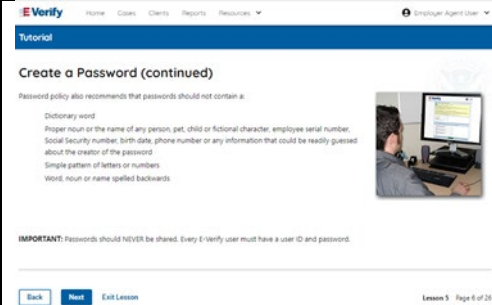 E-Verify Home Cases Clients Reports Resources Employer Agent User
Tutorial
Create a Password (continued)
Password policy also recommends that passwords should not contain a:
Dictionary word
Proper noun or the name of any person, pet, child or fictional character, employee serial number,
Social Security number, birth date, phone number or any information that could be readily guessed
about the creator of the password
Simple pattern of letters or numbers
Word, noun or name spelled backwards
IMPORTANT: Passwords should NEVER be shared. Every E-Verify user must have a user ID and password.
Back Next Exit Lesson Lesson 5 Page 6 of 26